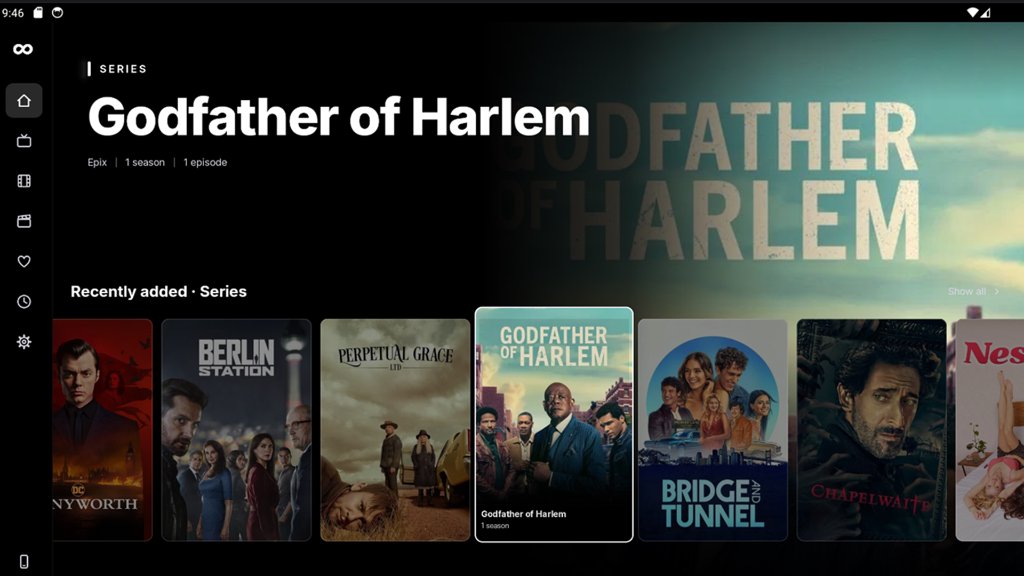 9:46
SERIES
Godfather of Harlem
Epix | 1 season | 1 episode
GODFATHER
OF HARLEM
Recently added · Series
Show all
DC
NYWORTH
BERLIN
STATION
PERPETUAL GRACE
LTD
GODFATHER
OF HARLEM
Godfather of Harlem
1 season
BRIDGE AND
TUNNEL
CHAPELWAITE
Nes